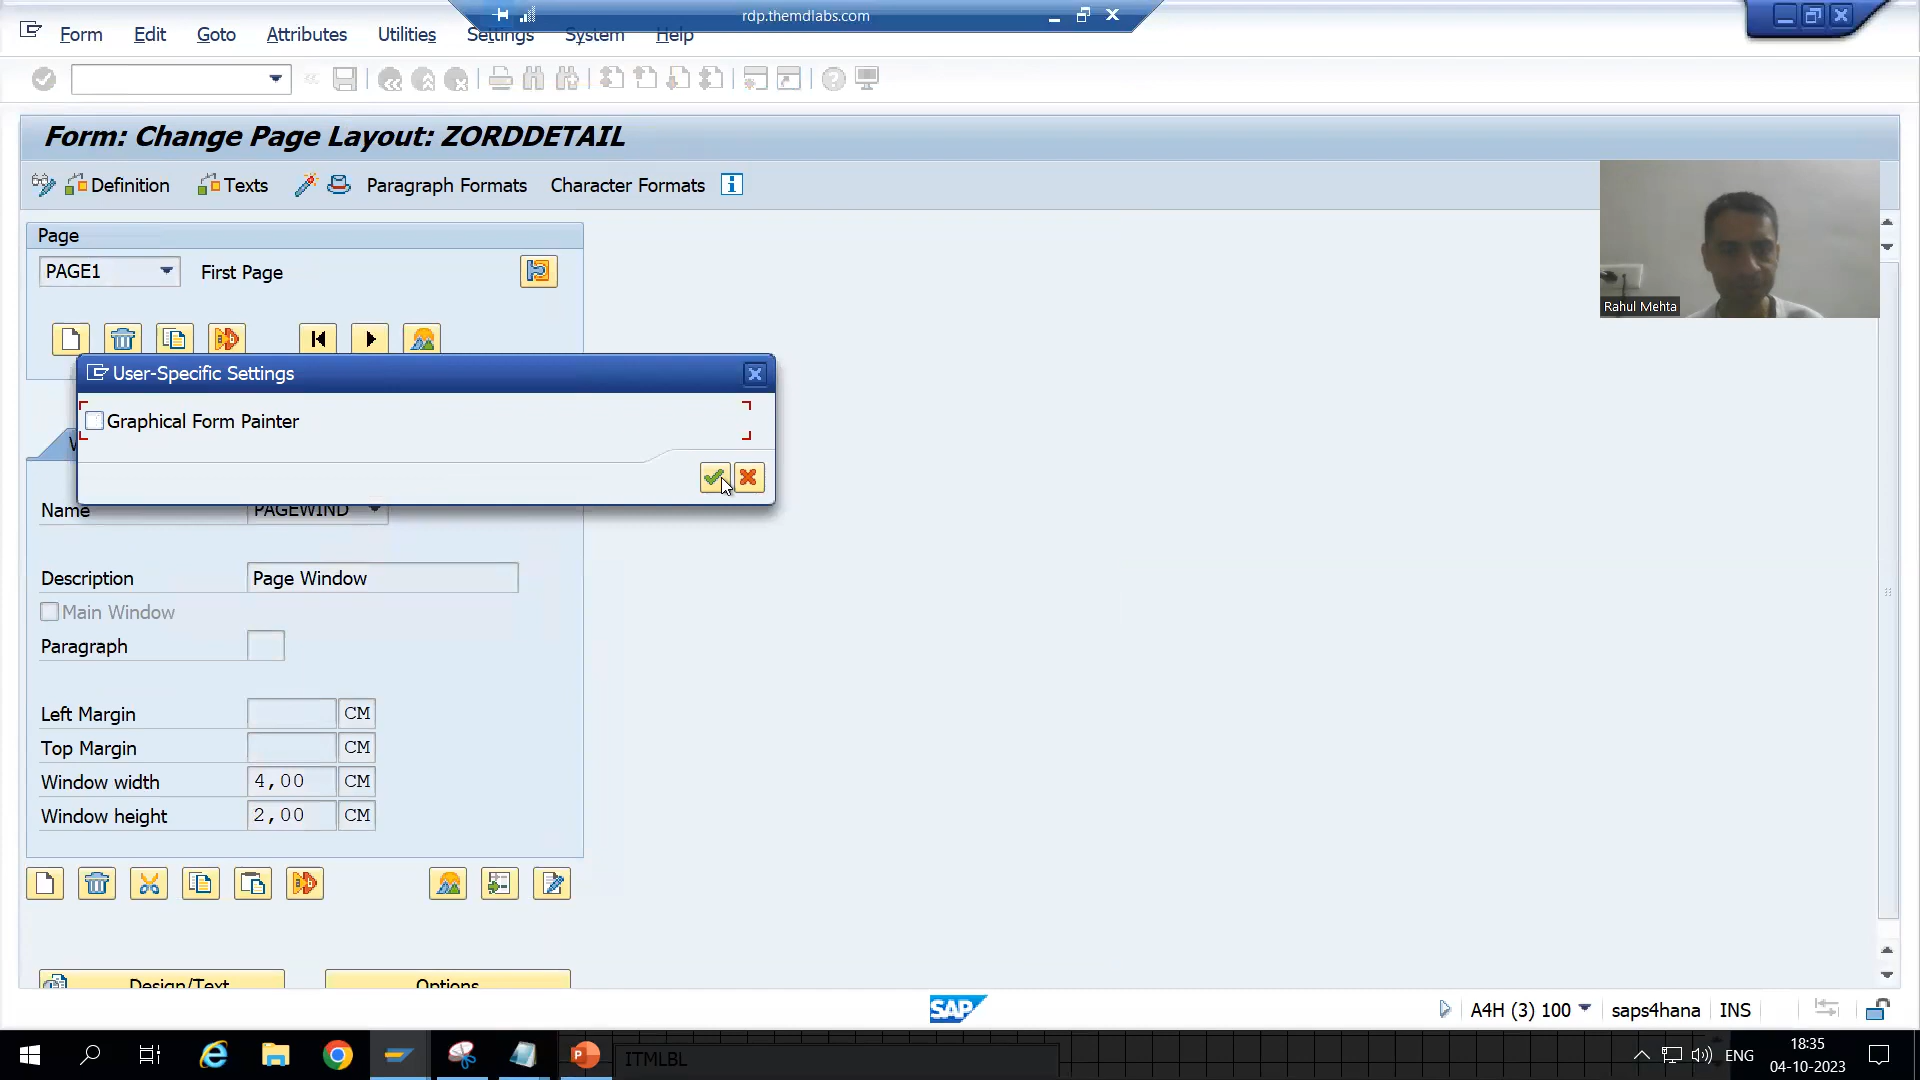 rdp.themdlabs.com
Form Edit Goto Attributes Utilities Settings System Help
Form: Change Page Layout: ZORDDETAIL
Definition Texts Paragraph Formats Character Formats
Page
PAGE1 First Page
Rahul Mehta
User-Specific Settings
Graphical Form Painter
Name PAGEWIND
Description Page Window
Main Window
Paragraph
Left Margin CM
Top Margin CM
Window width 4,00 CM
Window height 2,00 CM
Design/Text Options
SAP
A4H (3) 100 saps4hana INS
ITMLBL
ENG
18:35
04-10-2023